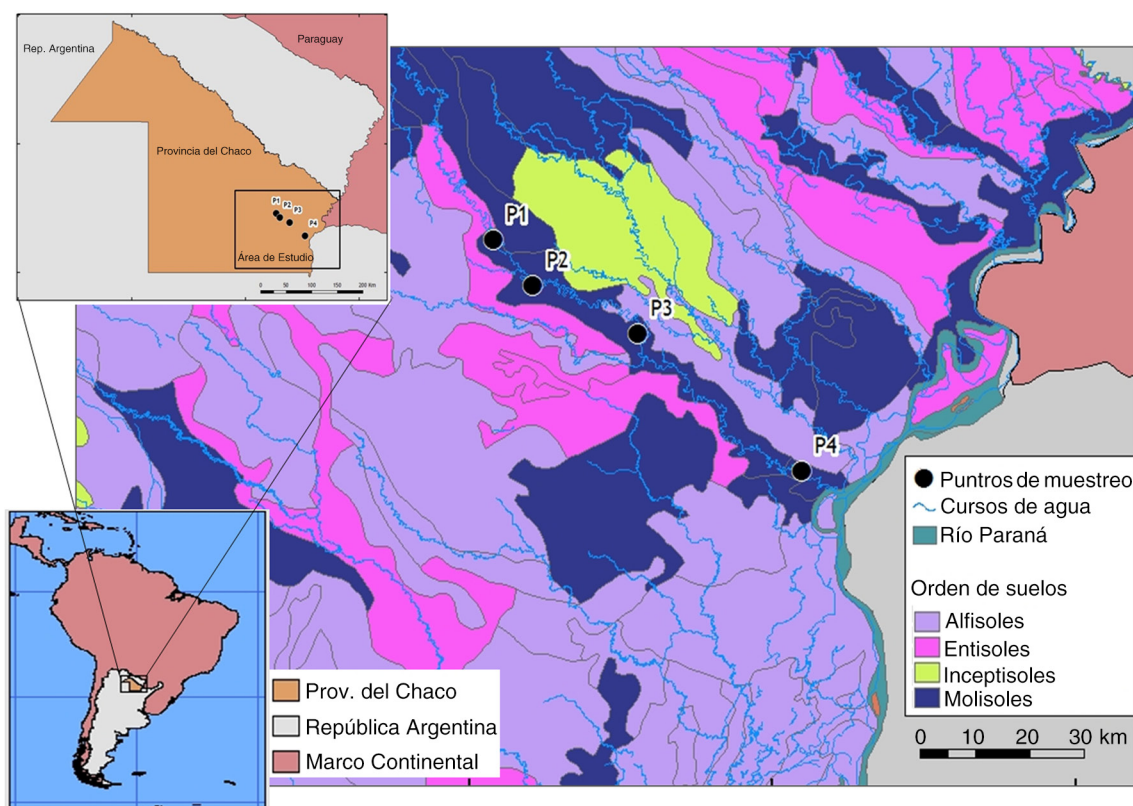 Rep. Argentina
Paraguay
Provincia del Chaco
P1
P2
P3
P4
Área de Estudio
0 50 100 200 Km
P1
P2
P3
P4
Puntros de muestreo
Cursos de agua
Río Paraná
Orden de suelos
Alfisoles
Entisoles
Inceptisoles
Molisoles
0 10 20 30 km
Prov. del Chaco
República Argentina
Marco Continental